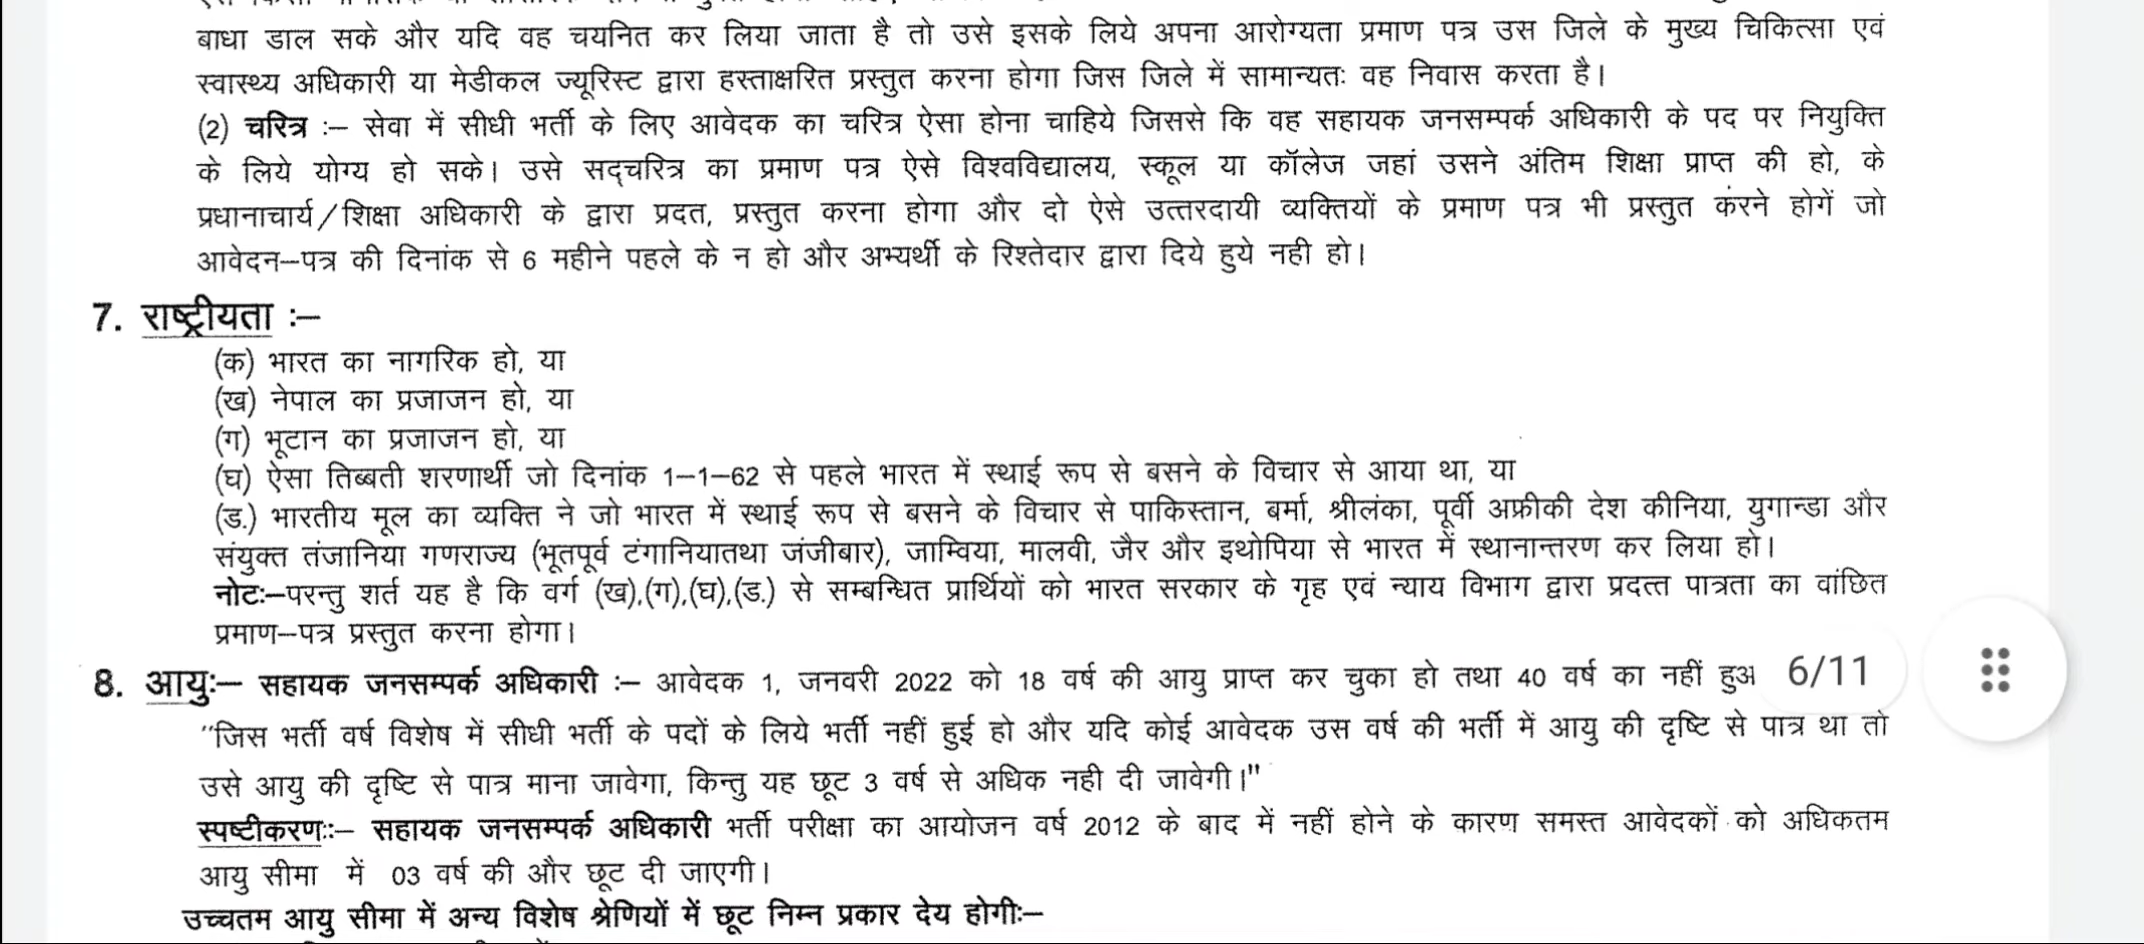 बाधा डाल सके और यदि वह चयनित कर लिया जाता है तो उसे इसके लिये अपना आरोग्यता प्रमाण पत्र उस जिले के मुख्य चिकित्सा एवं
स्वास्थ्य अधिकारी या मेडीकल ज्यूरिस्ट द्वारा हस्ताक्षरित प्रस्तुत करना होगा जिस जिले में सामान्यतः वह निवास करता है।
(2) चरित्र :– सेवा में सीधी भर्ती के लिए आवेदक का चरित्र ऐसा होना चाहिये जिससे कि वह सहायक जनसम्पर्क अधिकारी के पद पर नियुक्ति
के लिये योग्य हो सके। उसे सद्चरित्र का प्रमाण पत्र ऐसे विश्वविद्यालय, स्कूल या कॉलेज जहां उसने अंतिम शिक्षा प्राप्त की हो, के
प्रधानाचार्य/शिक्षा अधिकारी के द्वारा प्रदत, प्रस्तुत करना होगा और दो ऐसे उत्तरदायी व्यक्तियों के प्रमाण पत्र भी प्रस्तुत करने होगें जो
आवेदन–पत्र की दिनांक से 6 महीने पहले के न हो और अभ्यर्थी के रिश्तेदार द्वारा दिये हुये नही हो।
7. राष्ट्रीयता :–
(क) भारत का नागरिक हो, या
(ख) नेपाल का प्रजाजन हो, या
(ग) भूटान का प्रजाजन हो, या
(घ) ऐसा तिब्बती शरणार्थी जो दिनांक 1–1–62 से पहले भारत में स्थाई रूप से बसने के विचार से आया था, या
(ड.) भारतीय मूल का व्यक्ति ने जो भारत में स्थाई रूप से बसने के विचार से पाकिस्तान, बर्मा, श्रीलंका, पूर्वी अफ्रीकी देश कीनिया, युगान्डा और
संयुक्त तंजानिया गणराज्य (भूतपूर्व टंगानियातथा जंजीबार), जाम्विया, मालवी, जैर और इथोपिया से भारत में स्थानान्तरण कर लिया हो।
नोटः–परन्तु शर्त यह है कि वर्ग (ख),(ग),(घ),(ड.) से सम्बन्धित प्रार्थियों को भारत सरकार के गृह एवं न्याय विभाग द्वारा प्रदत्त पात्रता का वांछित
प्रमाण–पत्र प्रस्तुत करना होगा।
8. आयुः– सहायक जनसम्पर्क अधिकारी :– आवेदक 1, जनवरी 2022 को 18 वर्ष की आयु प्राप्त कर चुका हो तथा 40 वर्ष का नहीं 6/11
"जिस भर्ती वर्ष विशेष में सीधी भर्ती के पदों के लिये भर्ती नहीं हुई हो और यदि कोई आवेदक उस वर्ष की भर्ती में आयु की दृष्टि से पात्र था तो
उसे आयु की दृष्टि से पात्र माना जावेगा, किन्तु यह छूट 3 वर्ष से अधिक नही दी जावेगी।"
स्पष्टीकरणः:– सहायक जनसम्पर्क अधिकारी भर्ती परीक्षा का आयोजन वर्ष 2012 के बाद में नहीं होने के कारण समस्त आवेदकों को अधिकतम
आयु सीमा में 03 वर्ष की और छूट दी जाएगी।
उच्चतम आयु सीमा में अन्य विशेष श्रेणियों में छूट निम्न प्रकार देय होगीः–